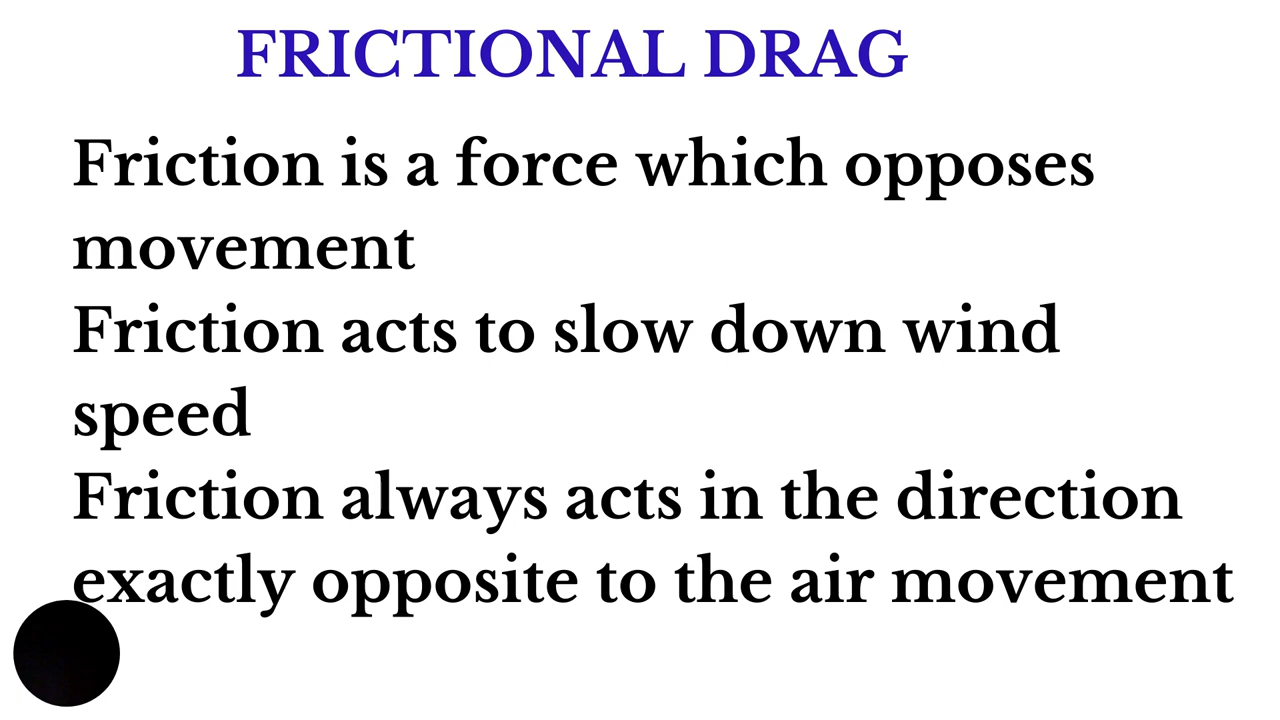 FRICTIONAL DRAG
Friction is a force which opposes
movement
Friction acts to slow down wind
speed
Friction always acts in the direction
exactly opposite to the air movement